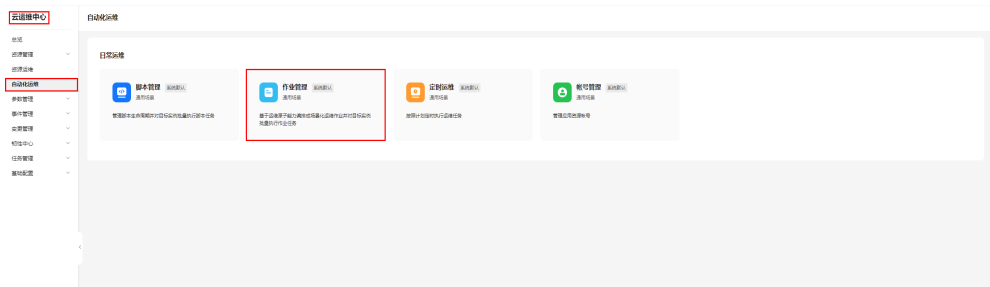 云运维中心
自动化运维
总览
资源管理
资源运维
自动化运维
参数管理
事件管理
变更管理
韧性中心
任务管理
基础配置
日常运维
脚本管理 系统默认
通用场景
管理脚本生命周期并对目标实例批量执行脚本任务
作业管理 系统默认
通用场景
基于运维原子能力编排成场景化运维作业并对目标实例
批量执行作业任务
定时运维 系统默认
通用场景
按照计划定时执行运维任务
帐号管理 系统默认
通用场景
管理应用资源帐号